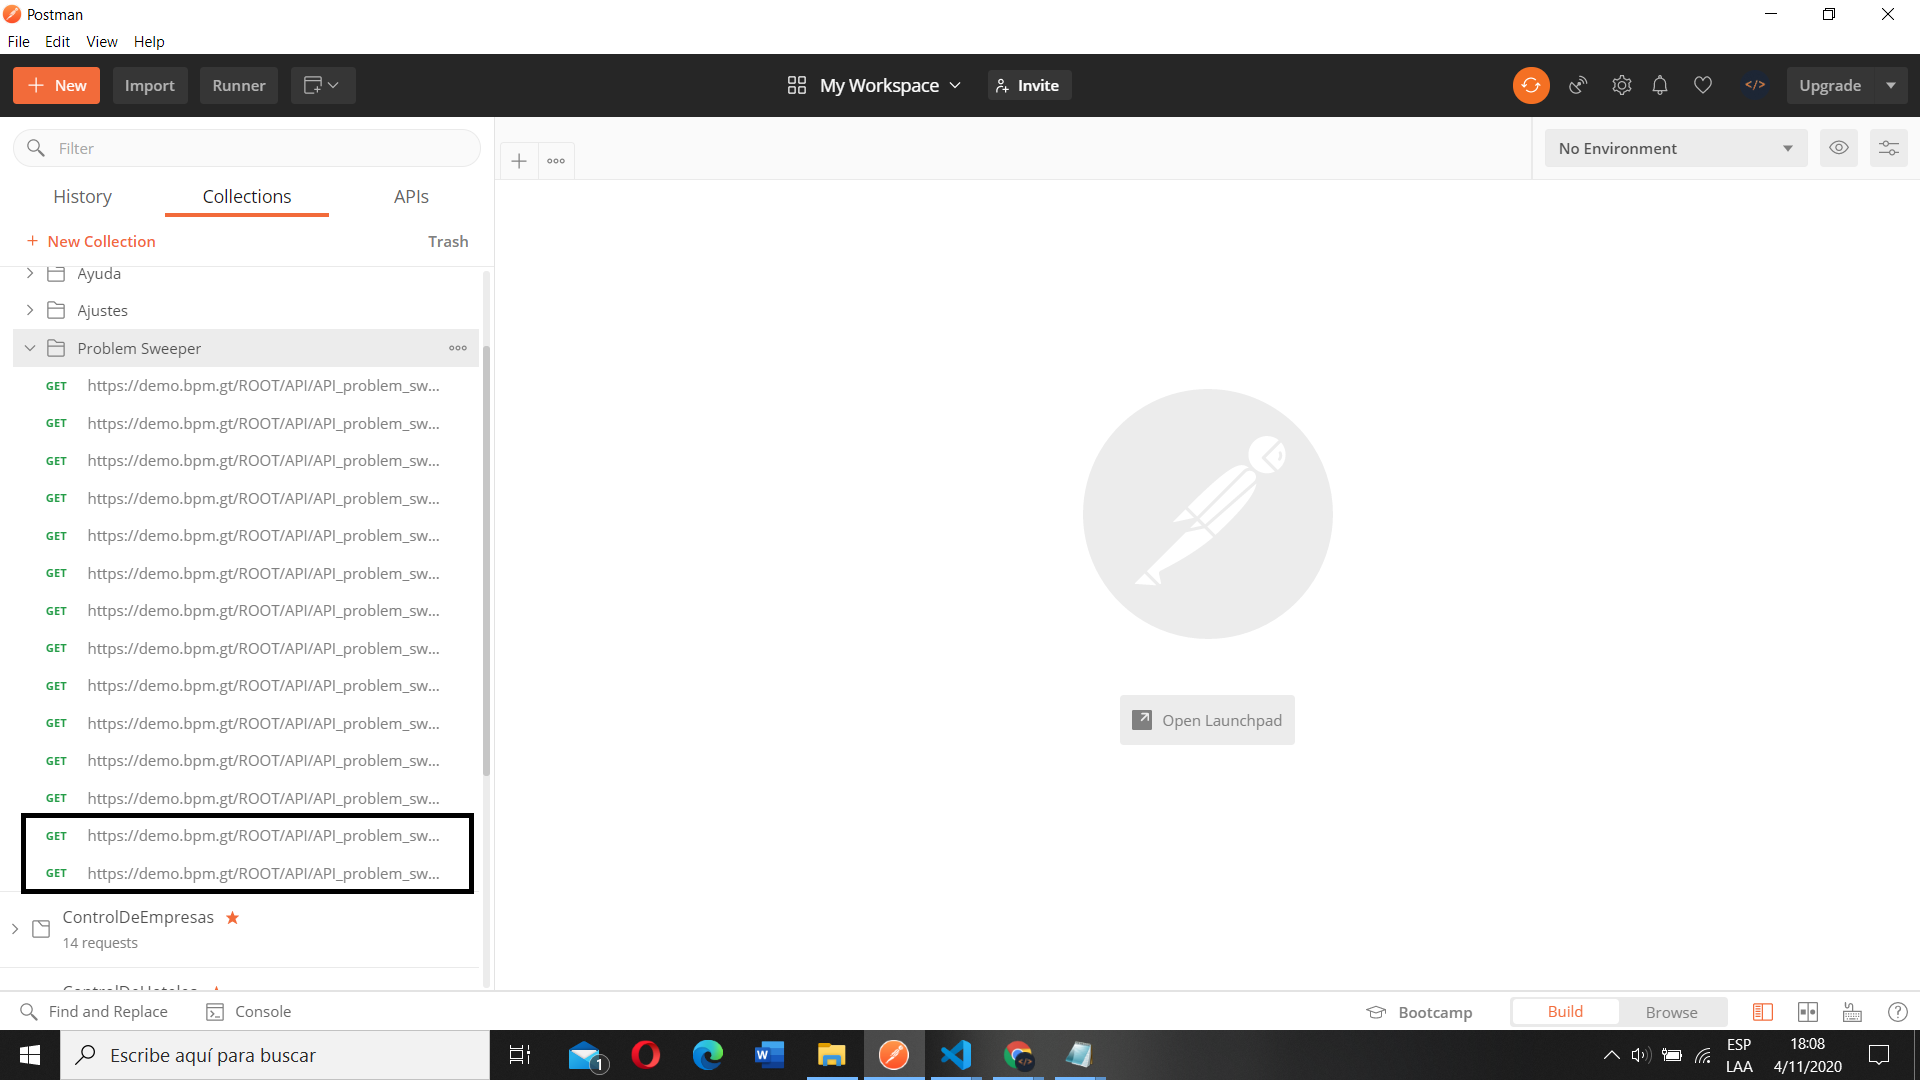 Postman
File Edit View Help
New Import Runner My Workspace Invite Upgrade
Filter
No Environment
History Collections APIs
+ New Collection Trash
Ayuda
Ajustes
Problem Sweeper
GET https://demo.bpm.gt/ROOT/API/API_problem_sw...
GET https://demo.bpm.gt/ROOT/API/API_problem_sw...
GET https://demo.bpm.gt/ROOT/API/API_problem_sw...
GET https://demo.bpm.gt/ROOT/API/API_problem_sw...
GET https://demo.bpm.gt/ROOT/API/API_problem_sw...
GET https://demo.bpm.gt/ROOT/API/API_problem_sw...
GET https://demo.bpm.gt/ROOT/API/API_problem_sw...
GET https://demo.bpm.gt/ROOT/API/API_problem_sw...
GET https://demo.bpm.gt/ROOT/API/API_problem_sw...
GET https://demo.bpm.gt/ROOT/API/API_problem_sw...
GET https://demo.bpm.gt/ROOT/API/API_problem_sw...
GET https://demo.bpm.gt/ROOT/API/API_problem_sw...
GET https://demo.bpm.gt/ROOT/API/API_problem_sw...
GET https://demo.bpm.gt/ROOT/API/API_problem_sw...
Open Launchpad
ControlDeEmpresas
14 requests
ControlDeHoteles
Find and Replace Console Bootcamp Build Browse
Escribe aquí para buscar
1
ESP
LAA
18:08
4/11/2020